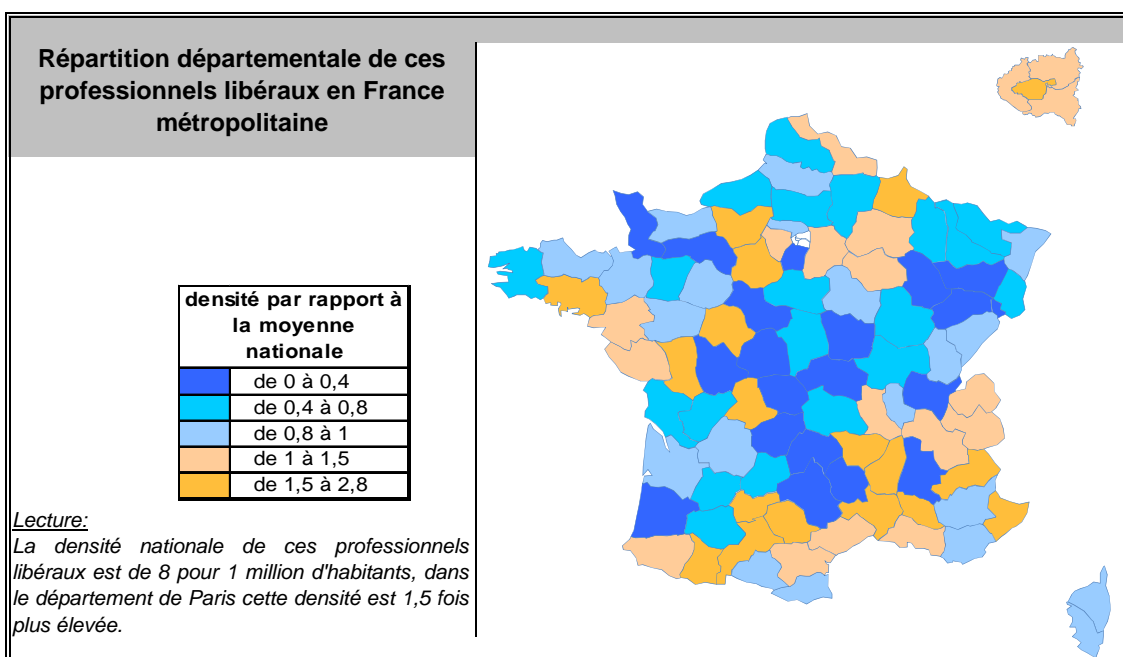 Répartition départementale de ces
professionnels libéraux en France
métropolitaine
densité par rapport à
la moyenne
nationale
de 0 à 0,4
de 0,4 à 0,8
de 0,8 à 1
de 1 à 1,5
de 1,5 à 2,8
Lecture:
La densité nationale de ces professionnels
libéraux est de 8 pour 1 million d'habitants, dans
le département de Paris cette densité est 1,5 fois
plus élevée.